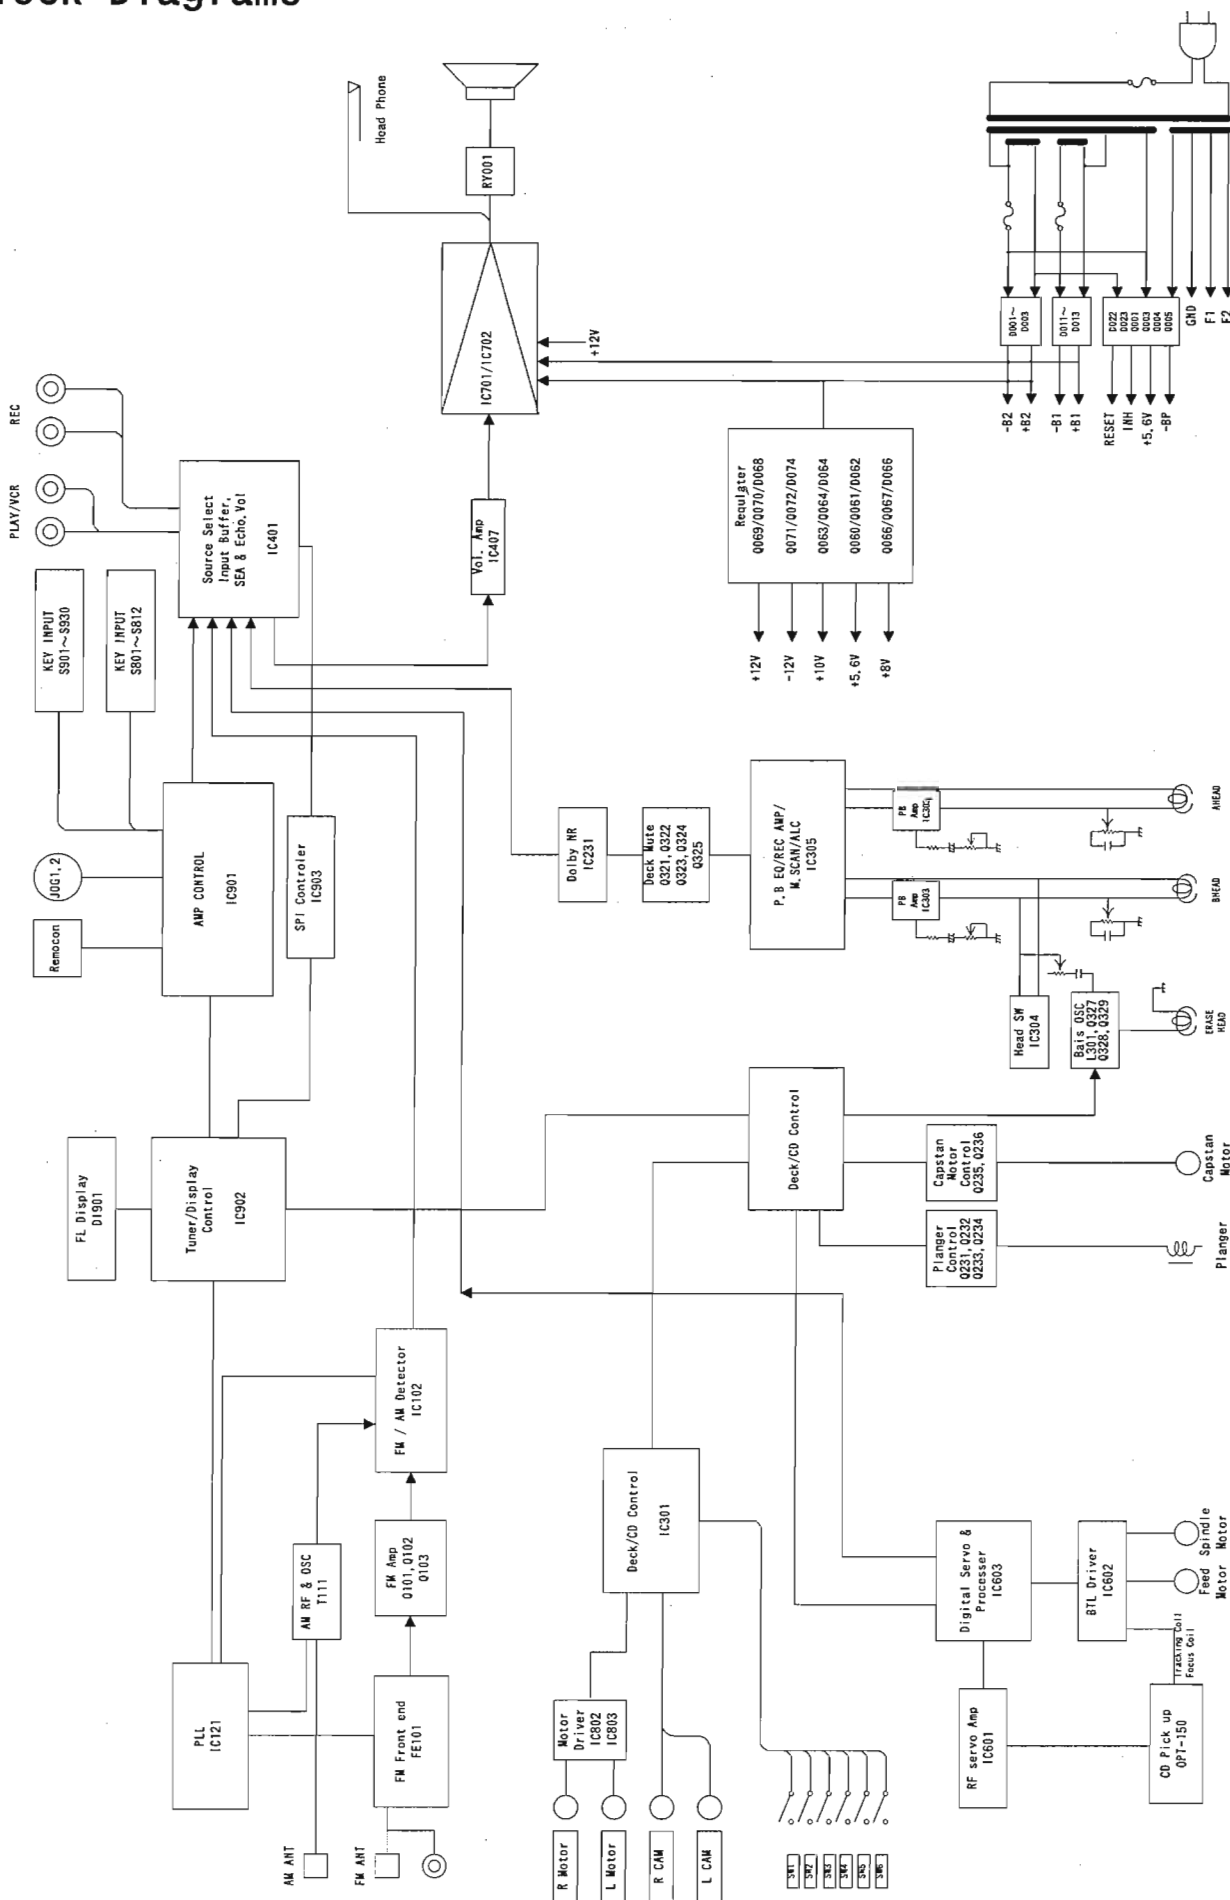 Diagrams
Head Phone
RY001
IC701/IC702
+12V
REC
PLAY/VCR
Source Select
Input Buffer,
SEA & Echo,Vol
IC401
Vol. Amp
IC407
KEY INPUT
S901~S930
KEY INPUT
S801~S812
JOG1,2
Remocon
AMP CONTROL
IC901
SPI Controler
IC903
FL Display
DI901
Tuner/Display
Control
IC902
PLL
IC121
AM RF & OSC
T111
FM / AM Detector
IC102
FM Amp
Q101,Q102
Q103
FM Front end
FE101
AM ANT
FM ANT
D001~
D003
D011~
D013
D022
D023
Q001
Q003
Q004
Q005
GND
F1
F2
-B2
+B2
-B1
+B1
RESET
INH
+5.6V
-BP
Regulater
Q069/Q070/D068
Q071/Q072/D074
Q063/Q064/D064
Q060/Q061/D062
Q066/Q067/D066
+12V
-12V
+10V
+5.6V
+8V
Dolby NR
IC231
Deck Mute
Q321,Q322
Q323,Q324
Q325
P.B EQ/REC AMP/
M.SCAN/ALC
IC305
PB
Amp
PB
Amp
IC303
AHEAD
BHEAD
Head SW
IC304
Bais OSC
L301,Q327
Q328,Q329
ERASE
HEAD
Deck/CD Control
Capstan
Motor
Control
Q235,Q236
Capstan
Motor
Planger
Control
Q231,Q232
Q233,Q234
Planger
Deck/CD Control
IC301
Motor
Driver
IC802
IC803
R Motor
L Motor
R CAM
L CAM
SW1
SW2
SW3
SW4
SW5
SW6
Digital Servo &
Processer
IC603
BTL Driver
IC602
Spindle
Motor
Feed
Motor
Tracking Coil
Focus Coil
RF servo Amp
IC601
CD Pick up
OPT-150